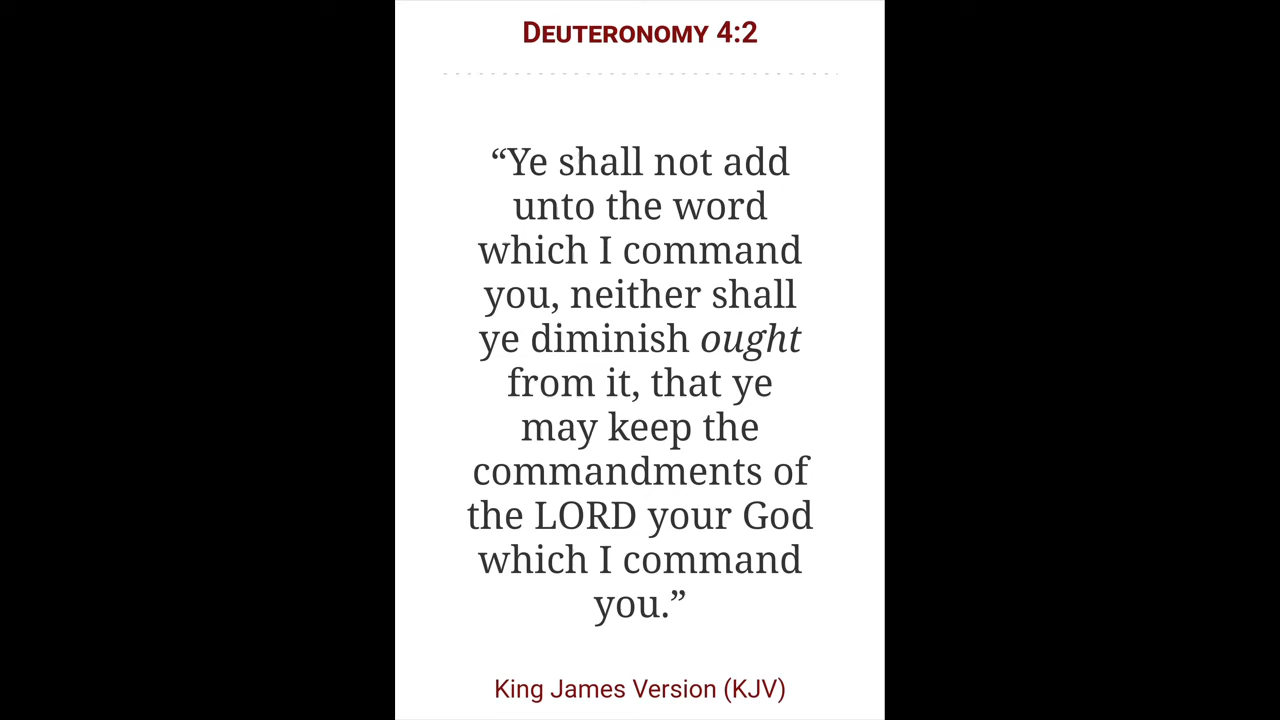 DEUTERONOMY 4:2
“Ye shall not add
unto the word
which I command
you, neither shall
ye diminish ought
from it, that ye
may keep the
commandments of
the LORD your God
which I command
you.”
King James Version (KJV)